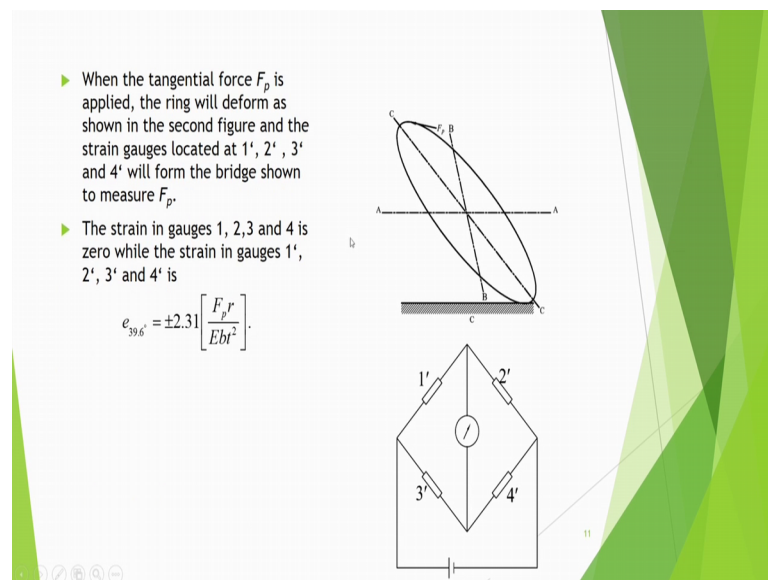 When the tangential force Fp is
applied, the ring will deform as
shown in the second figure and the
strain gauges located at 1‘, 2‘ , 3‘
and 4‘ will form the bridge shown
to measure Fp.
The strain in gauges 1, 2,3 and 4 is
zero while the strain in gauges 1‘,
2‘, 3‘ and 4‘ is
e39.6° = ±2.31[Fpr/Ebt²].
C
Fp B
A A
B
C
C
1′ 2′
3′ 4′
11